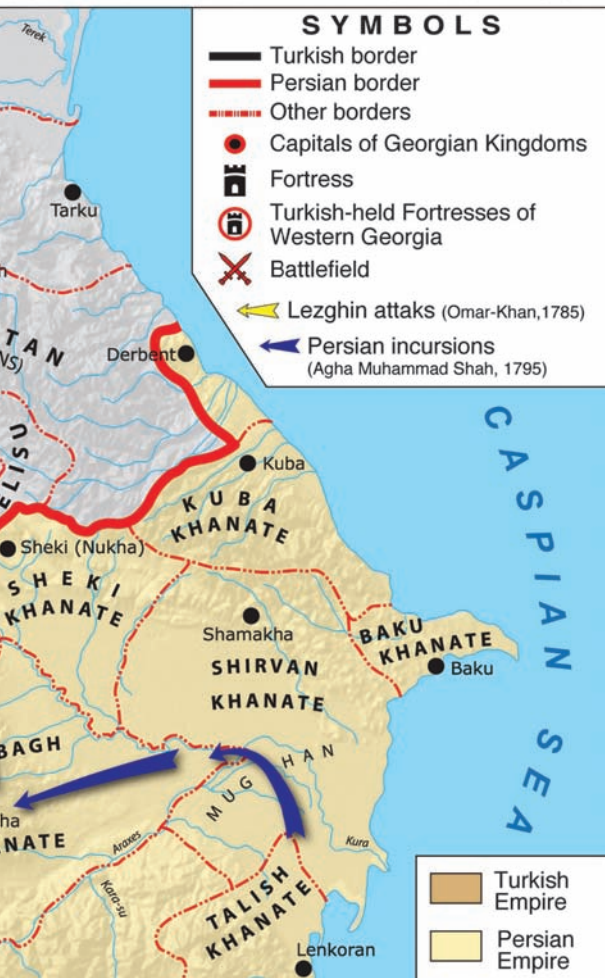 Terek
SYMBOLS
Turkish border
Persian border
Other borders
Capitals of Georgian Kingdoms
Fortress
Turkish-held Fortresses of
Western Georgia
Battlefield
Lezghin attaks (Omar-Khan,1785)
Persian incursions
(Agha Muhammad Shah, 1795)
Tarku
h
TAN
NS)
Derbent
ELISU
Kuba
KUBA
KHANATE
Sheki (Nukha)
SHEKI
KHANATE
Shamakha
SHIRVAN
KHANATE
BAKU
KHANATE
Baku
CASPIAN SEA
BAGH
ha
NATE
MUGHAN
Araxes
Kara-su
Kura
TALISH
KHANATE
Lenkoran
Turkish
Empire
Persian
Empire